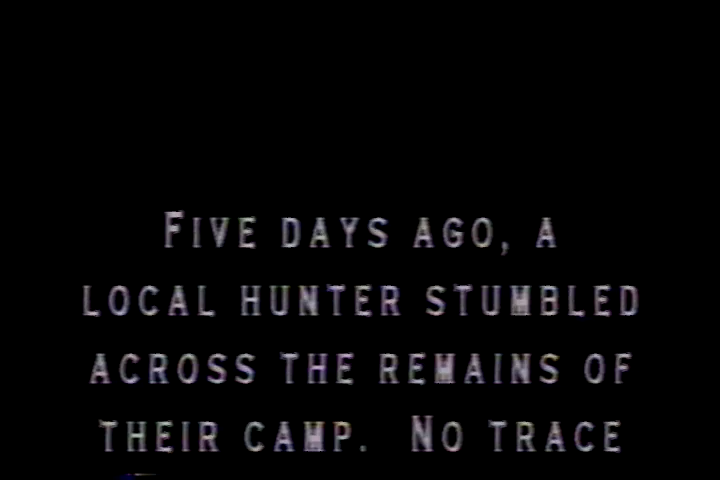 Five days ago, a
local hunter stumbled
across the remains of
their camp.  No trace